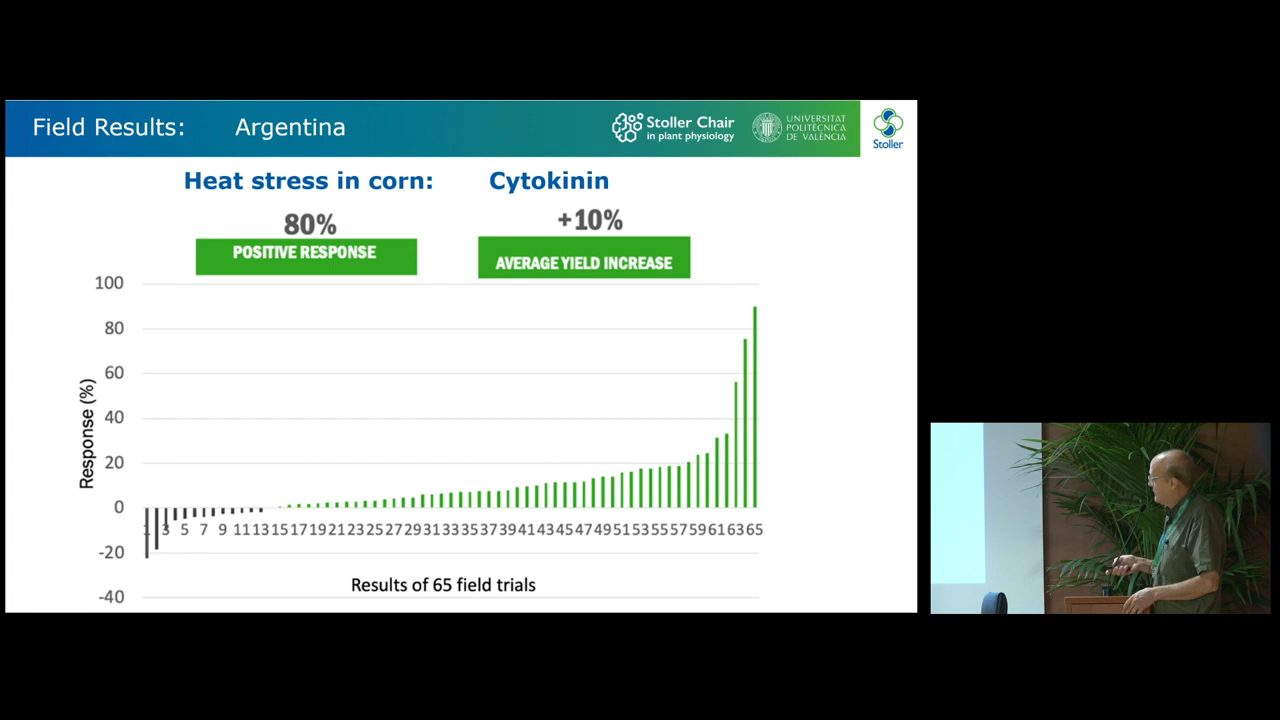 Field Results: Argentina
Stoller Chair
in plant physiology
UNIVERSITAT
POLITÈCNICA
DE VALÈNCIA
Stoller
Heat stress in corn: Cytokinin
80%
POSITIVE RESPONSE
+10%
AVERAGE YIELD INCREASE
Response (%)
100
80
60
40
20
0
-20
-40
1 3 5 7 9 11 13 15 17 19 21 23 25 27 29 31 33 35 37 39 41 43 45 47 49 51 53 55 57 59 61 63 65
Results of 65 field trials